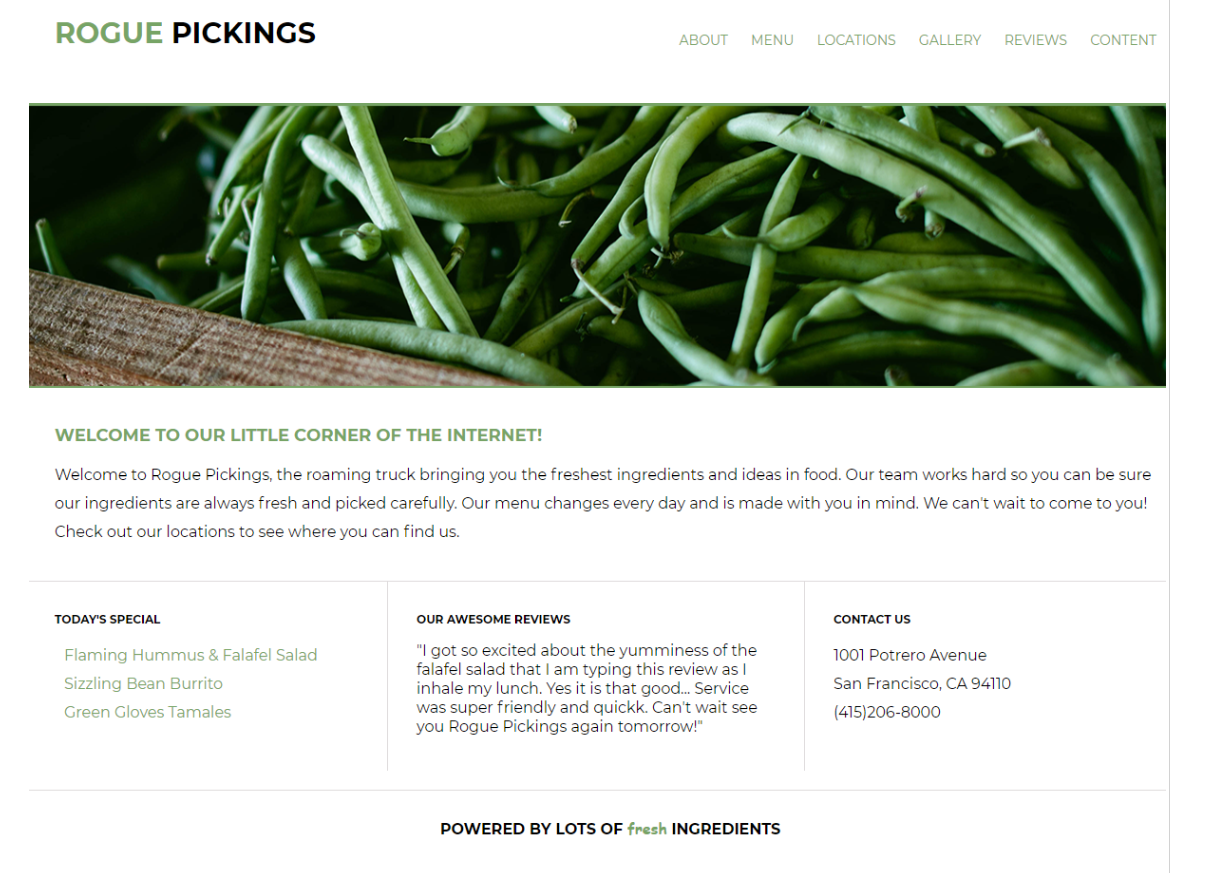 ROGUE PICKINGS
ABOUT MENU LOCATIONS GALLERY REVIEWS CONTENT
WELCOME TO OUR LITTLE CORNER OF THE INTERNET!
Welcome to Rogue Pickings, the roaming truck bringing you the freshest ingredients and ideas in food. Our team works hard so you can be sure
our ingredients are always fresh and picked carefully. Our menu changes every day and is made with you in mind. We can't wait to come to you!
Check out our locations to see where you can find us.
TODAY'S SPECIAL
Flaming Hummus & Falafel Salad
Sizzling Bean Burrito
Green Gloves Tamales
OUR AWESOME REVIEWS
"I got so excited about the yumminess of the
falafel salad that I am typing this review as I
inhale my lunch. Yes it is that good... Service
was super friendly and quickk. Can't wait see
you Rogue Pickings again tomorrow!"
CONTACT US
1001 Potrero Avenue
San Francisco, CA 94110
(415)206-8000
POWERED BY LOTS OF fresh INGREDIENTS